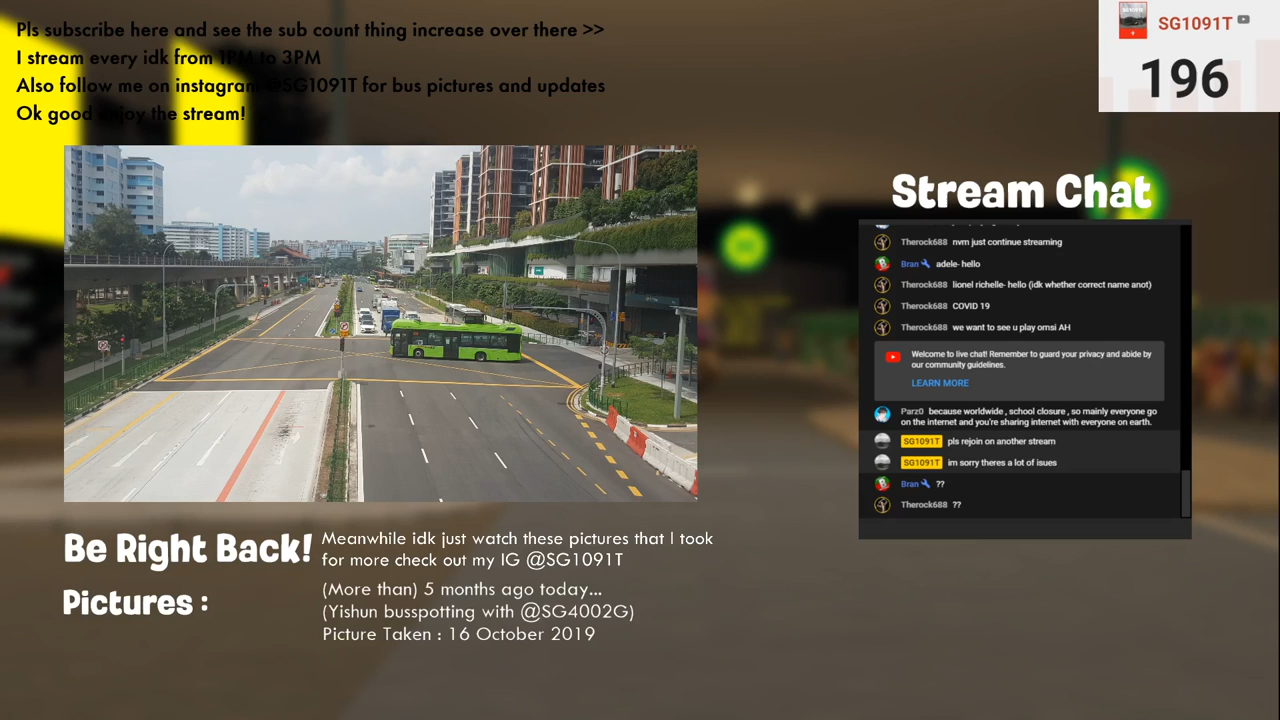 Pls subscribe here and see the sub count thing increase over there >>
I stream every idk from 1PM to 3PM
Also follow me on instagram @SG1091T for bus pictures and updates
Ok good enjoy the stream!
SG1091T
196
Stream Chat
Therock688 nvm just continue streaming
Bran adele- hello
Therock688 lionel richelle- hello (idk whether correct name anot)
Therock688 COVID 19
Therock688 we want to see u play omsi AH
Welcome to live chat! Remember to guard your privacy and abide by
our community guidelines.
LEARN MORE
Parz0 because worldwide , school closure , so mainly everyone go
on the internet and you're sharing internet with everyone on earth.
SG1091T pls rejoin on another stream
SG1091T im sorry theres a lot of isues
Bran ??
Therock688 ??
Be Right Back!
Meanwhile idk just watch these pictures that I took
for more check out my IG @SG1091T
Pictures :
(More than) 5 months ago today...
(Yishun busspotting with @SG4002G)
Picture Taken : 16 October 2019